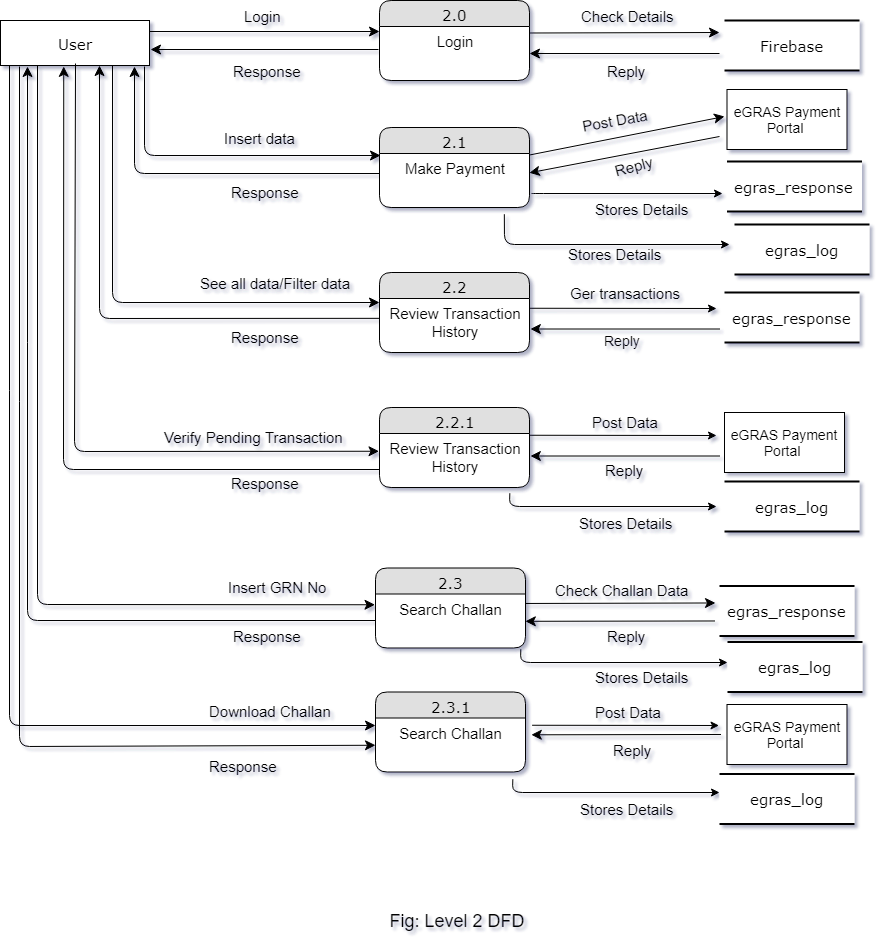 Login
2.0
Login
Check Details
User
Firebase
Response
Reply
Insert data
2.1
Make Payment
Post Data
eGRAS Payment
Portal
Reply
Response
egras_response
Stores Details
Stores Details
egras_log
See all data/Filter data
2.2
Review Transaction
History
Ger transactions
egras_response
Response
Reply
Verify Pending Transaction
2.2.1
Review Transaction
History
Post Data
eGRAS Payment
Portal
Response
Reply
egras_log
Stores Details
Insert GRN No
2.3
Search Challan
Check Challan Data
egras_response
Response
Reply
egras_log
Stores Details
Download Challan
2.3.1
Search Challan
Post Data
eGRAS Payment
Portal
Response
Reply
egras_log
Stores Details
Fig: Level 2 DFD